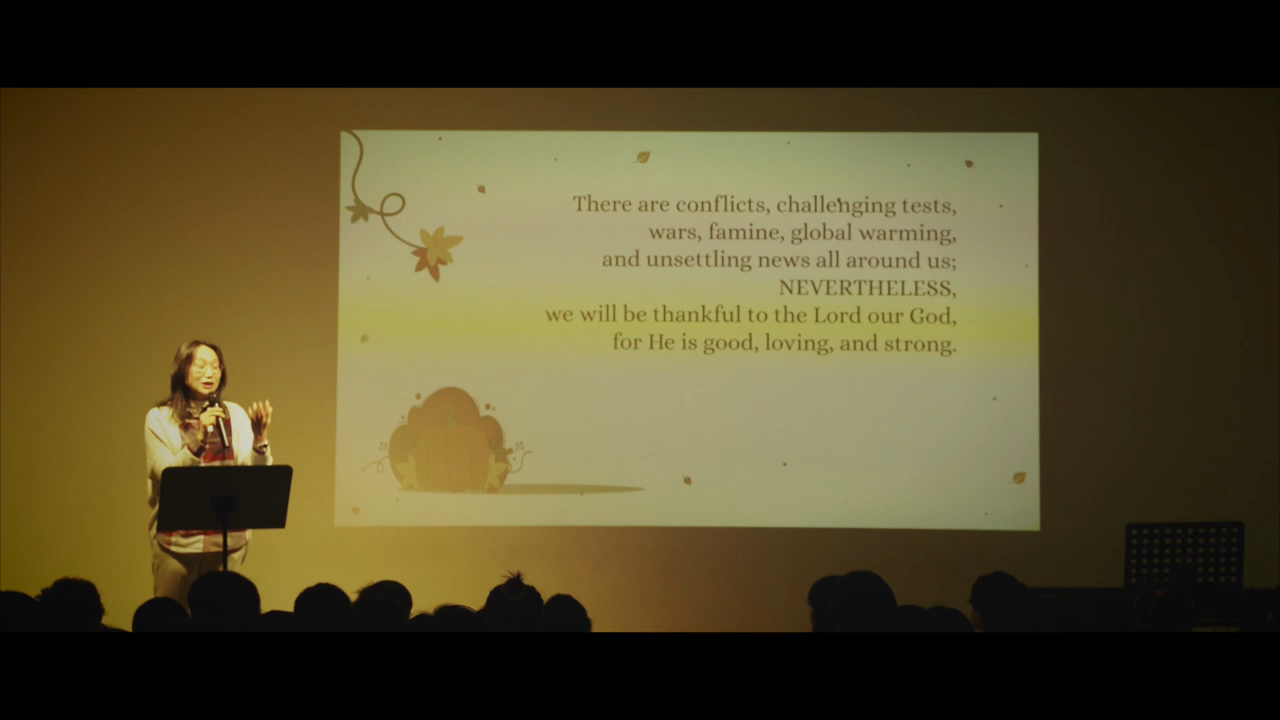 There are conflicts, challenging tests,
wars, famine, global warming,
and unsettling news all around us;
NEVERTHELESS,
we will be thankful to the Lord our God,
for He is good, loving, and strong.